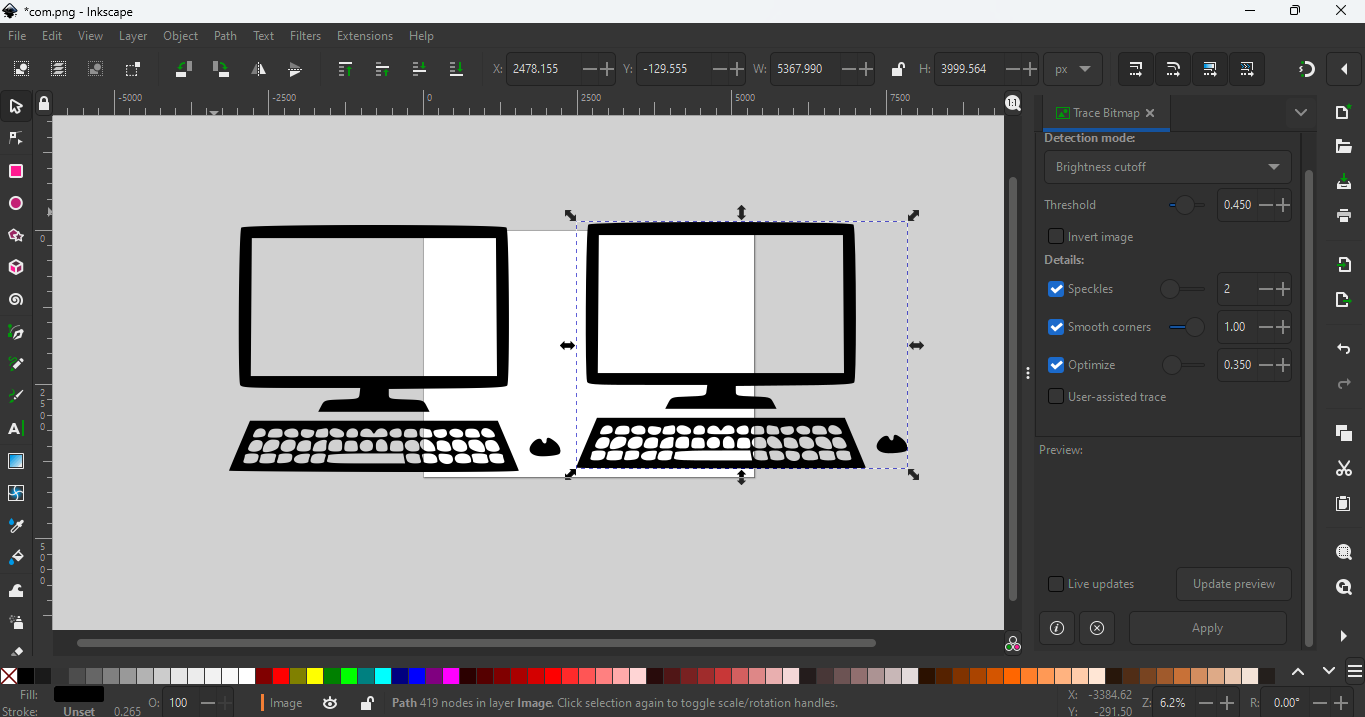 *com.png - Inkscape
File Edit View Layer Object Path Text Filters Extensions Help
X: 2478.155 Y: -129.555 W: 5367.990 H: 3999.564 px
-5000 -2500 0 2500 5000 7500
1:1
Trace Bitmap
Detection mode:
Brightness cutoff
Threshold 0.450
Invert image
Details:
Speckles 2
Smooth corners 1.00
Optimize 0.350
User-assisted trace
Preview:
0
2500
5000
Live updates Update preview
Apply
Fill: O: 100 Image Path 419 nodes in layer Image. Click selection again to toggle scale/rotation handles. X: -3384.62 Z: 6.2% R: 0.00°
Stroke: Unset 0.265 Y: -291.50